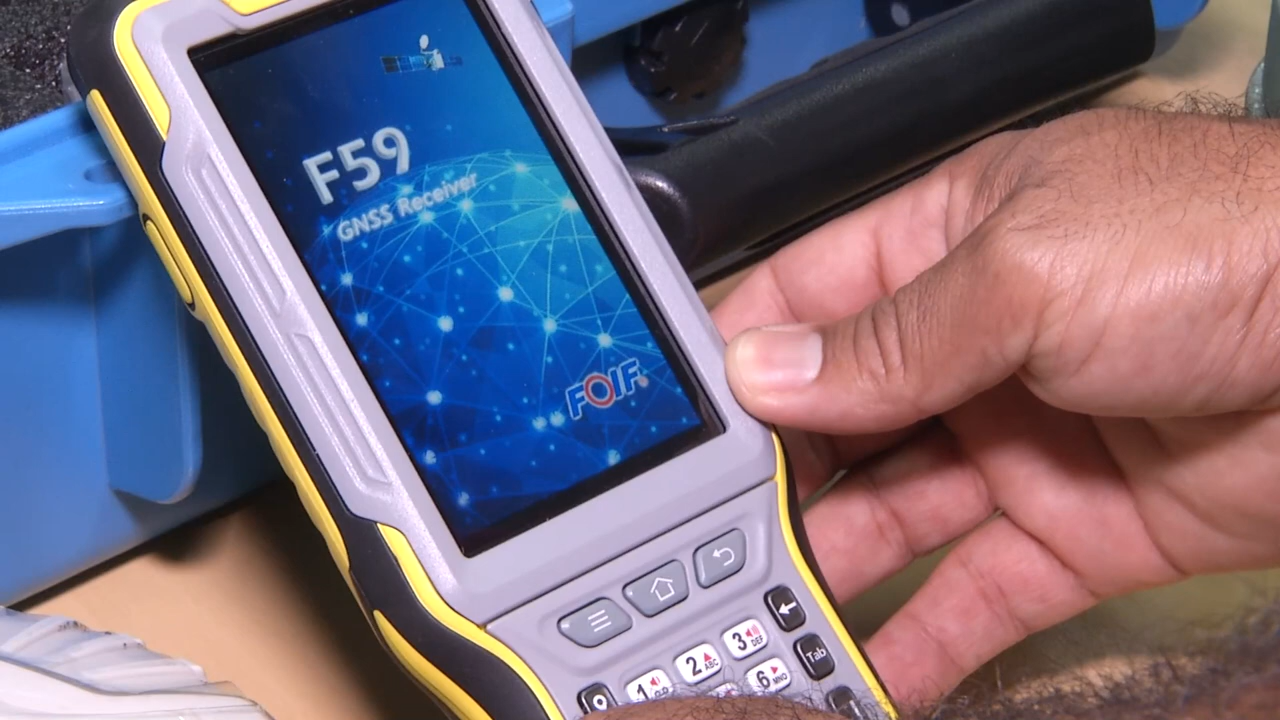 F59
GNSS Receiver
FOIF
3 DEF
2 ABC
1
Tab
6 MNO